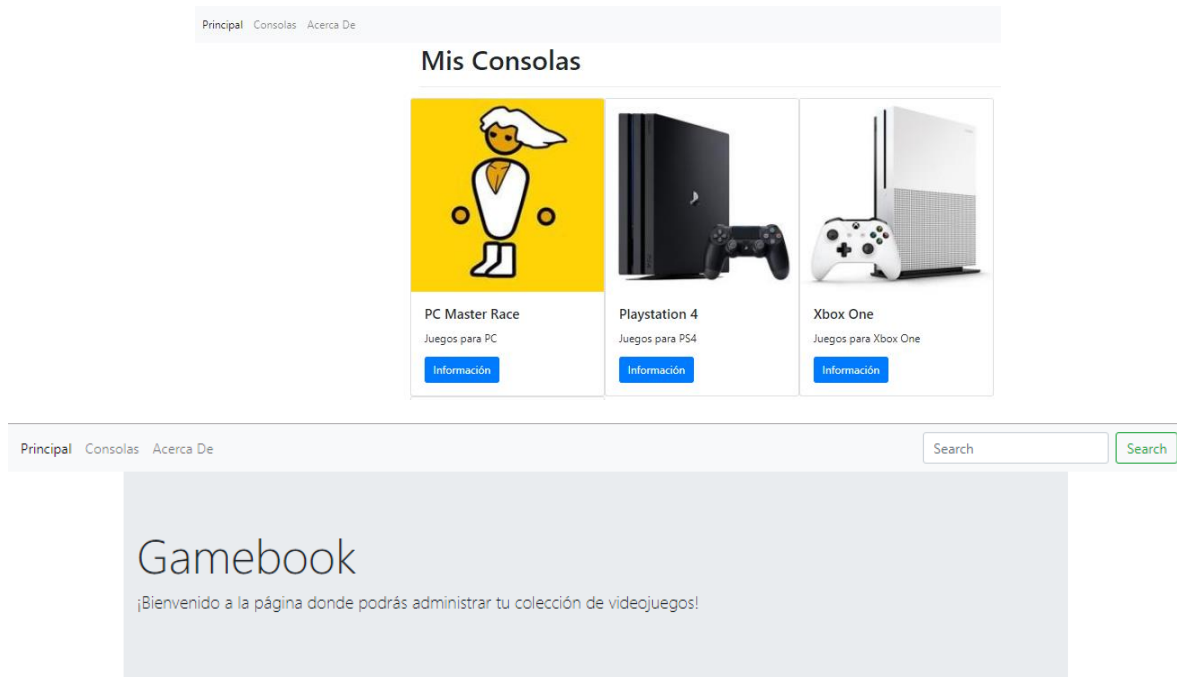 Principal Consolas Acerca De
Mis Consolas
PC Master Race
Juegos para PC
Información
Playstation 4
Juegos para PS4
Información
Xbox One
Juegos para Xbox One
Información
Principal Consolas Acerca De
Search
Search
Gamebook
¡Bienvenido a la página donde podrás administrar tu colección de videojuegos!